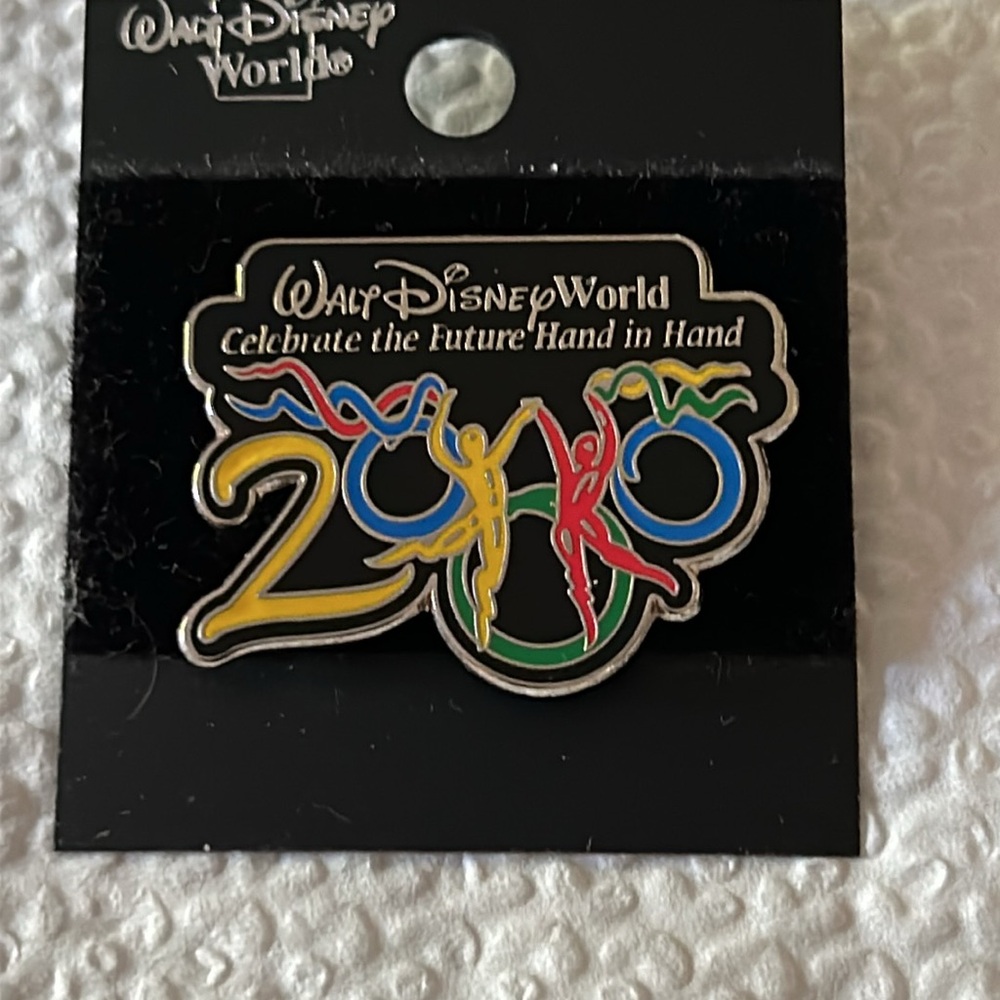 Walt Disney
World®
Walt Disney World
Celebrate the Future Hand in Hand
2000